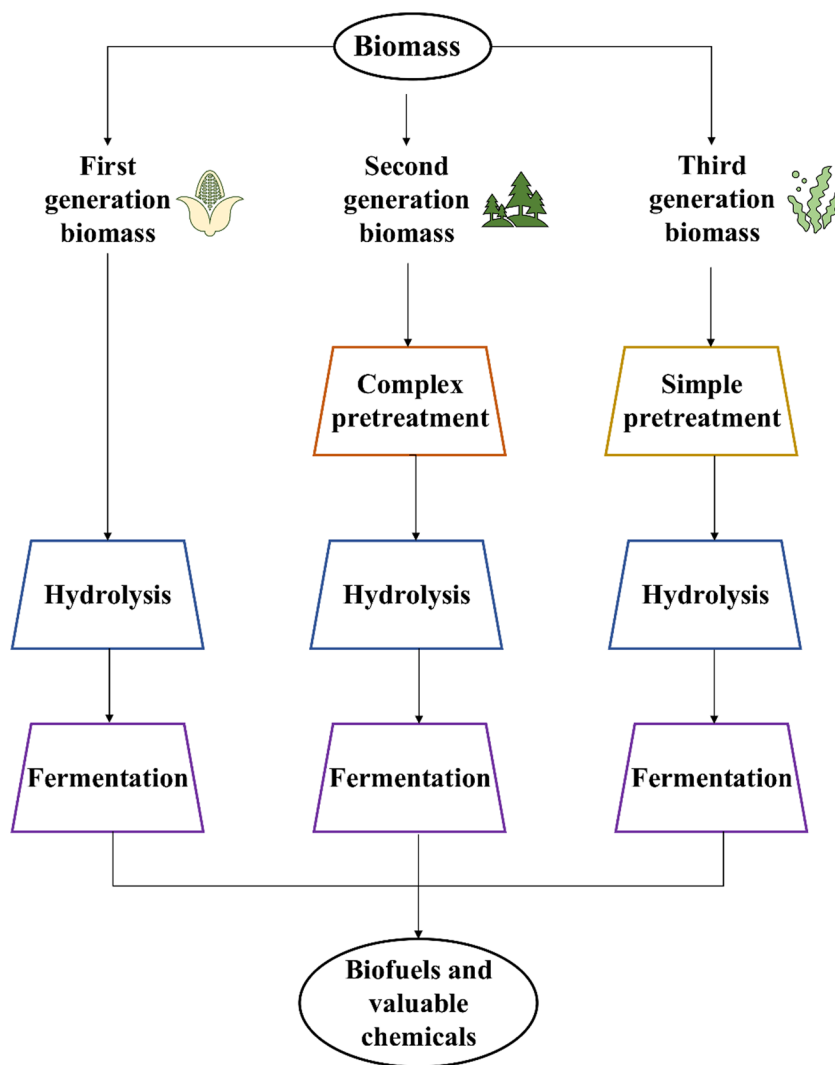 Biomass
First
generation
biomass
Second
generation
biomass
Third
generation
biomass
Complex
pretreatment
Simple
pretreatment
Hydrolysis
Hydrolysis
Hydrolysis
Fermentation
Fermentation
Fermentation
Biofuels and
valuable
chemicals